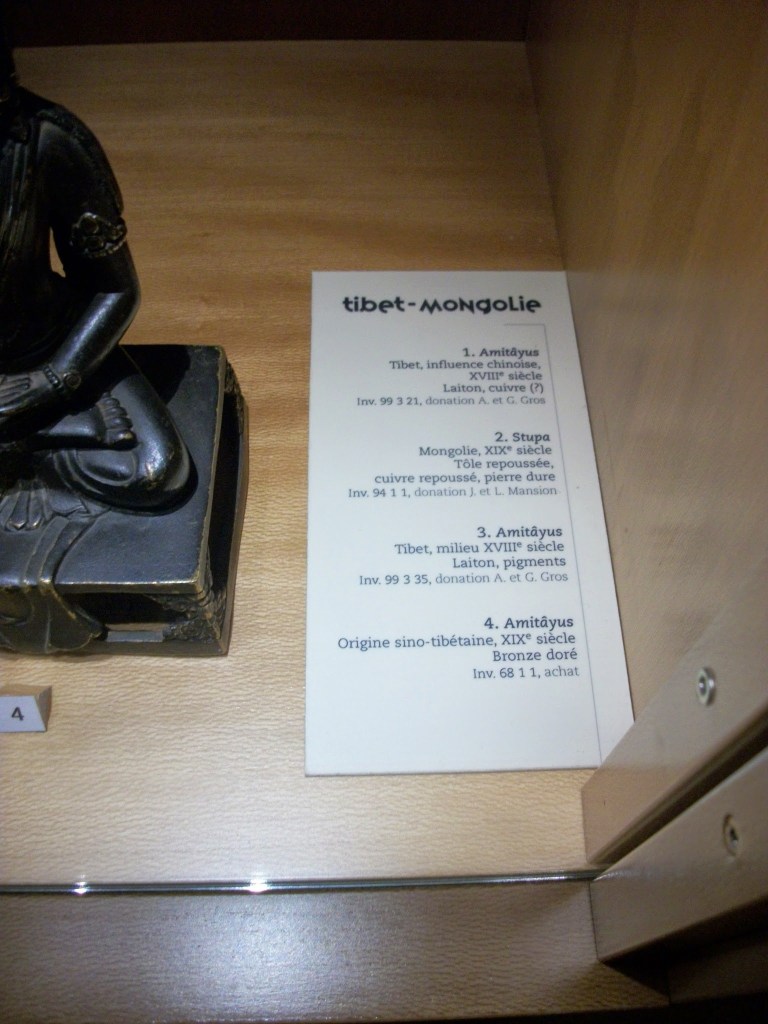 tibet-mongolie
1. Amitâyus
Tibet, influence chinoise,
XVIIIᵉ siècle
Laiton, cuivre (?)
Inv. 99 3 21, donation A. et G. Gros
2. Stupa
Mongolie, XIXᵉ siècle
Tôle repoussée,
cuivre repoussé, pierre dure
Inv. 94 1 1, donation J. et L. Mansion
3. Amitâyus
Tibet, milieu XVIIIᵉ siècle
Laiton, pigments
Inv. 99 3 35, donation A. et G. Gros
4. Amitâyus
Origine sino-tibétaine, XIXᵉ siècle
Bronze doré
Inv. 68 1 1, achat
4